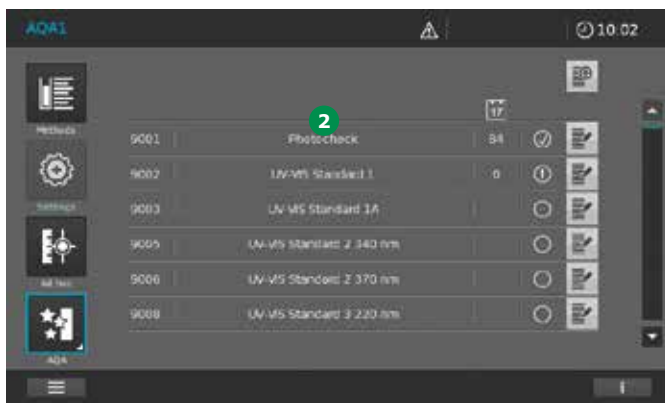 AQA1
10:02
2
17
Methods
9001 Photocheck 84
9002 UV-VIS Standard 1 0
Settings
9003 UV-VIS Standard 1A
9005 UV-VIS Standard 2 340 nm
9006 UV-VIS Standard 2 370 nm
9008 UV-VIS Standard 3 220 nm
AQA
i